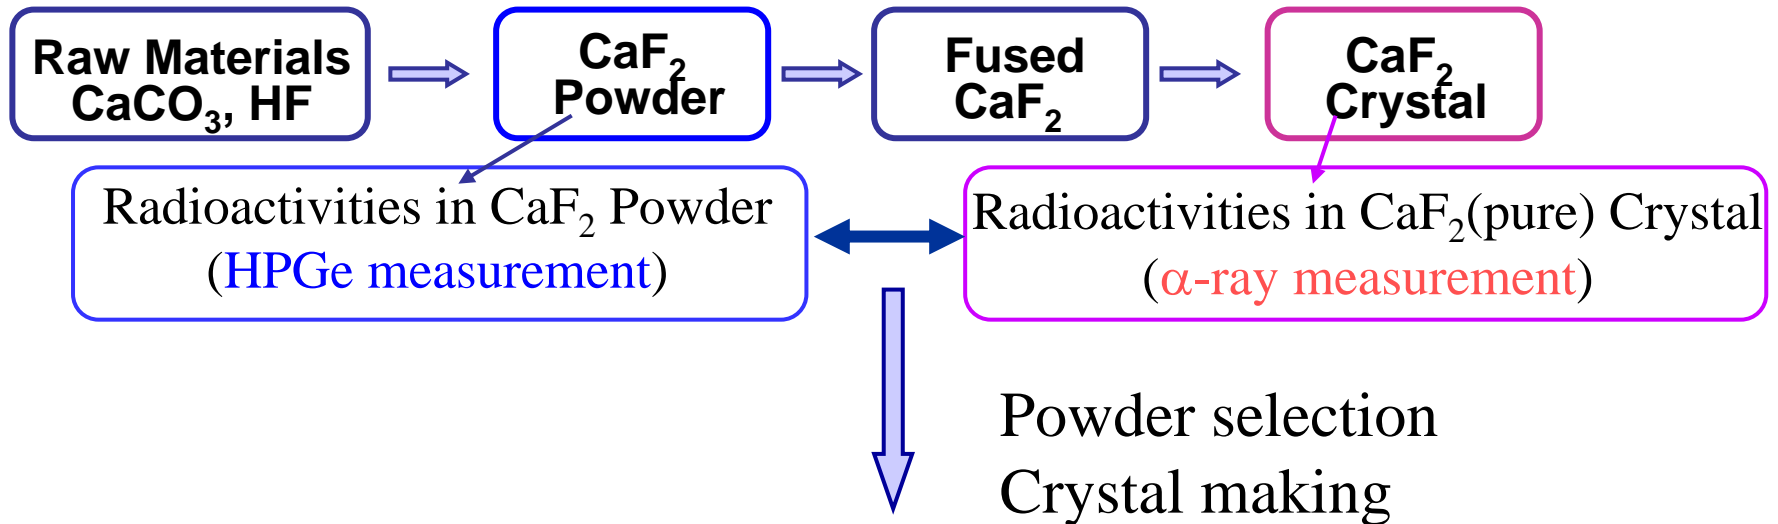 Raw Materials
CaCO₃, HF
CaF₂
Powder
Fused
CaF₂
CaF₂
Crystal
Radioactivities in CaF₂ Powder
(HPGe measurement)
Radioactivities in CaF₂(pure) Crystal
(α-ray measurement)
Powder selection
Crystal making